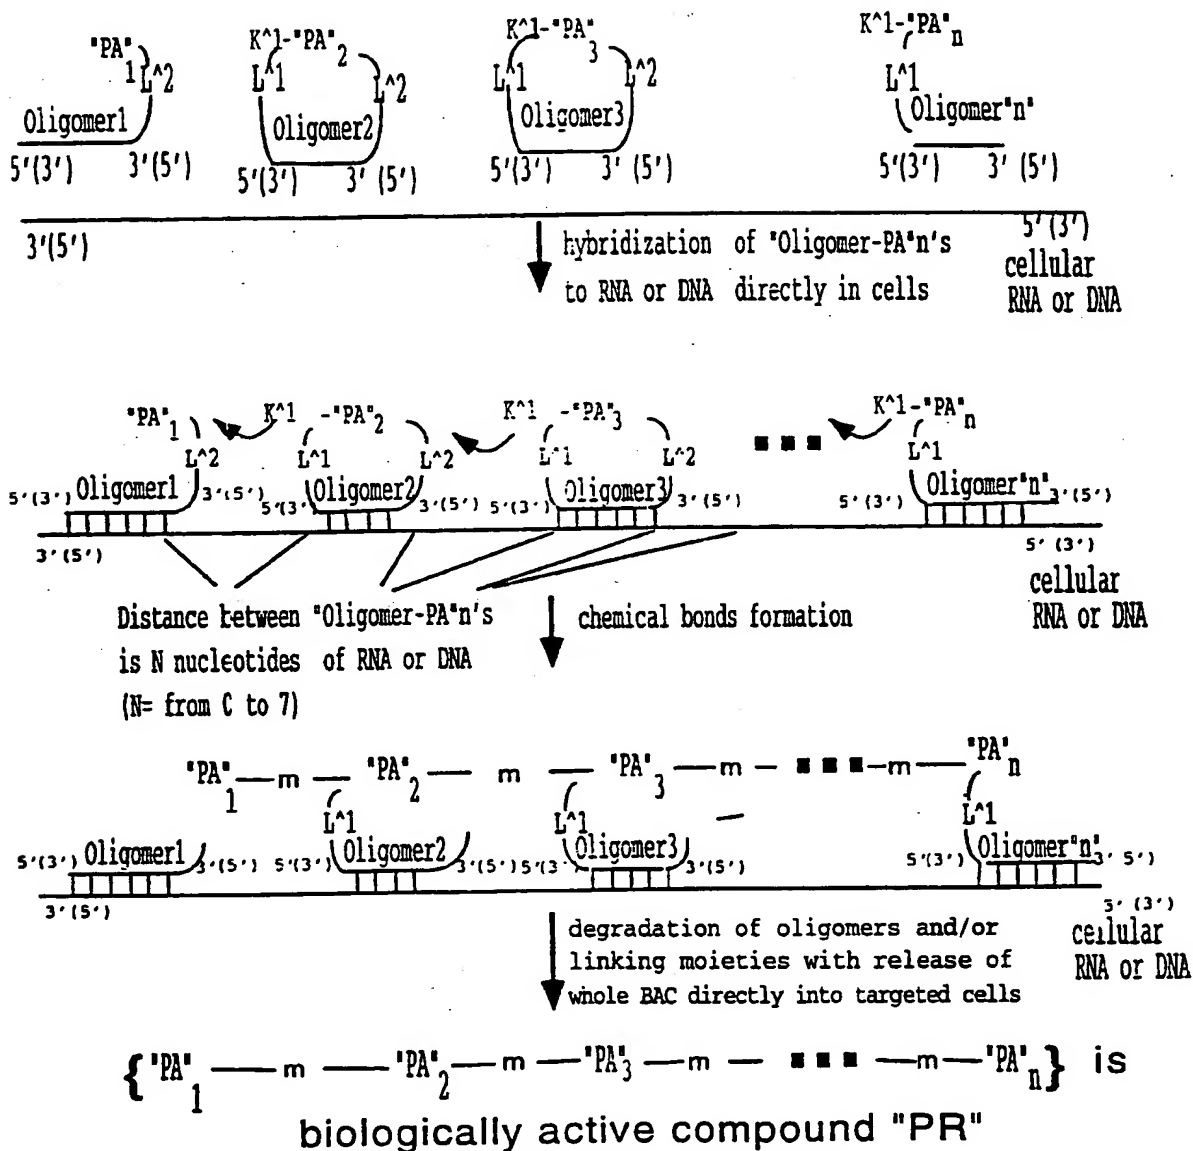 "PA"1 K^1-"PA"2 K^1-"PA"3 K^1-"PA"n
L^2 L^1 L^2 L^1 L^2 L^1
Oligomer1 Oligomer2 Oligomer3 Oligomer"n"
5'(3') 3'(5') 5'(3') 3'(5') 5'(3') 3'(5') 5'(3') 3'(5')
3'(5') 5'(3')
hybridization of "Oligomer-PA"n's
to RNA or DNA directly in cells
cellular
RNA or DNA
"PA"1 K^1 -"PA"2 K^1 -"PA"3 K^1-"PA"n
L^2 L^1 L^2 L^1 L^2 ■ ■ ■ L^1
5'(3') Oligomer1 3'(5') 5'(3') Oligomer2 3'(5') 5'(3') Oligomer3 3'(5') 5'(3') Oligomer"n" 3'(5')
3'(5') 5'(3')
cellular
RNA or DNA
Distance between "Oligomer-PA"n's
is N nucleotides of RNA or DNA
(N= from C to 7)
chemical bonds formation
"PA"1 — m — "PA"2 — m — "PA"3 — m — ■ ■ ■ — m — "PA"n
L^1 L^1 L^1
5'(3') Oligomer1 3'(5') 5'(3') Oligomer2 3'(5') 5'(3') Oligomer3 3'(5') 5'(3') Oligomer"n" 3' 5')
3'(5') 3'(3')
cellular
RNA or DNA
degradation of oligomers and/or
linking moieties with release of
whole BAC directly into targeted cells
{"PA"1 — m — "PA"2 — m — "PA"3 — m — ■ ■ ■ — m — "PA"n} is
biologically active compound "PR"